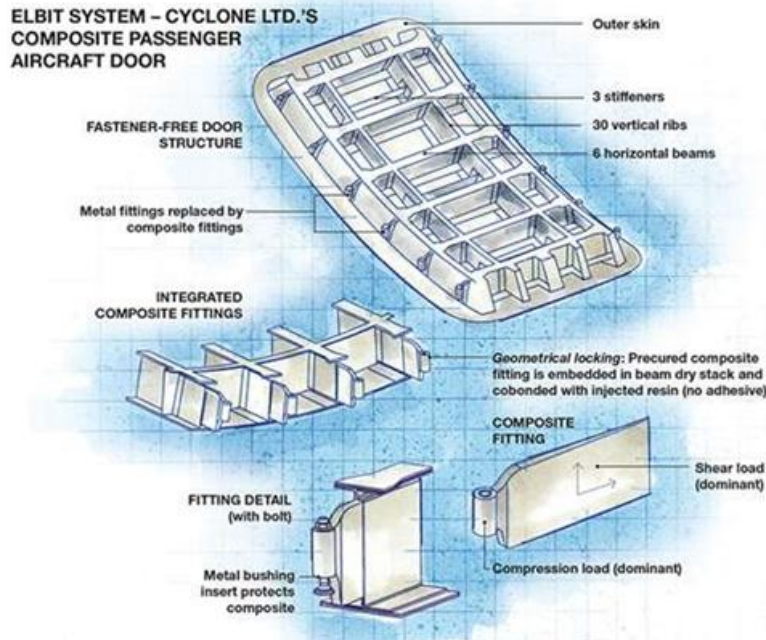 ELBIT SYSTEM – CYCLONE LTD.'S
COMPOSITE PASSENGER
AIRCRAFT DOOR
Outer skin
3 stiffeners
FASTENER-FREE DOOR
STRUCTURE
30 vertical ribs
6 horizontal beams
Metal fittings replaced by
composite fittings
INTEGRATED
COMPOSITE FITTINGS
Geometrical locking: Precured composite
fitting is embedded in beam dry stack and
cobonded with injected resin (no adhesive)
COMPOSITE
FITTING
Shear load
(dominant)
FITTING DETAIL
(with bolt)
Compression load (dominant)
Metal bushing
insert protects
composite